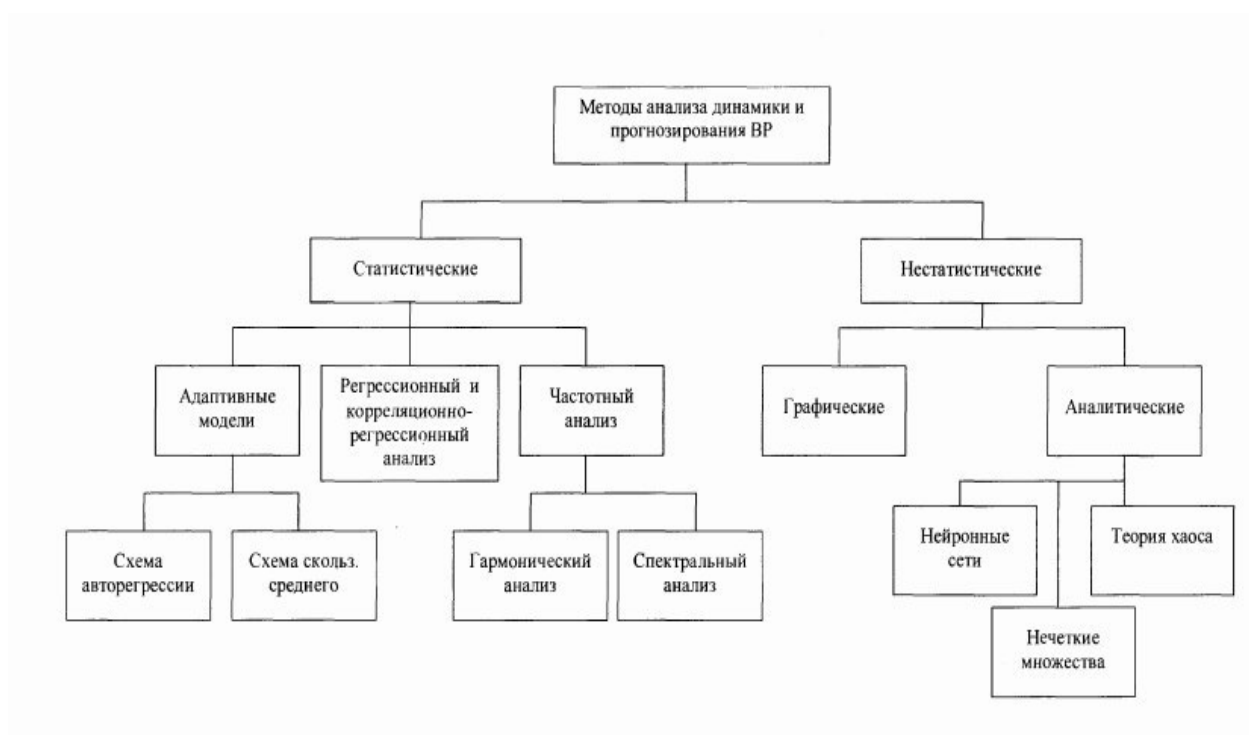 Методы анализа динамики и
прогнозирования ВР
Статистические
Нестатистические
Адаптивные
модели
Регрессионный и
корреляционно-
регрессионный
анализ
Частотный
анализ
Графические
Аналитические
Схема
авторегрессии
Схема скольз.
среднего
Гармонический
анализ
Спектральный
анализ
Нейронные
сети
Теория хаоса
Нечеткие
множества